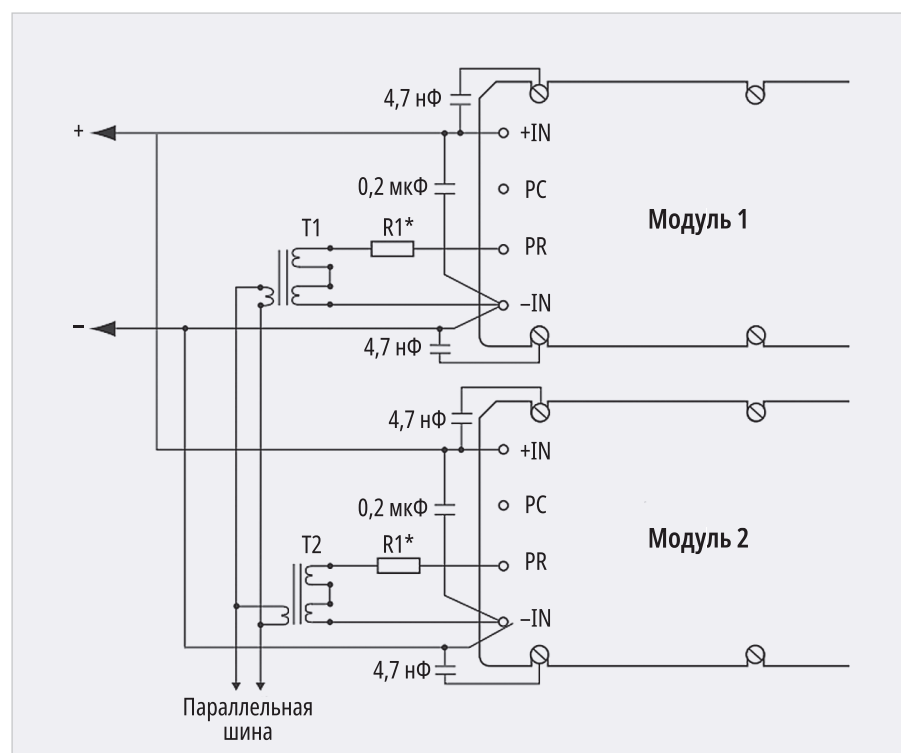 4,7 нФ
+
+IN
0,2 мкФ
PC
Модуль 1
T1
R1*
PR
–IN
–
4,7 нФ
4,7 нФ
+IN
0,2 мкФ
PC
Модуль 2
T2
R1*
PR
–IN
4,7 нФ
Параллельная
шина